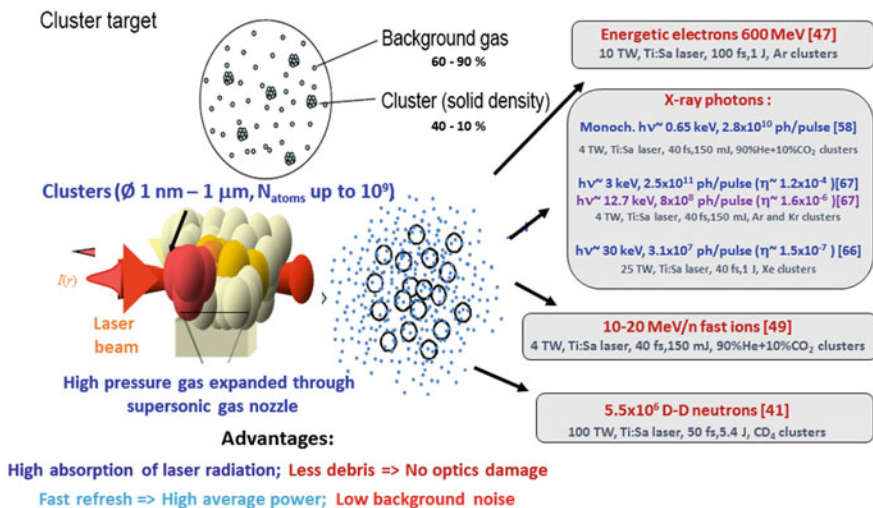 Cluster target
Background gas
60 - 90 %
Cluster (solid density)
40 - 10 %
Clusters (Ø 1 nm – 1 μm, Natoms up to 10⁹)
I(r)
Laser
beam
High pressure gas expanded through
supersonic gas nozzle
Energetic electrons 600 MeV [47]
10 TW, Ti:Sa laser, 100 fs,1 J, Ar clusters
X-ray photons :
Monoch. hν~ 0.65 keV, 2.8x10¹⁰ ph/pulse [58]
4 TW, Ti:Sa laser, 40 fs,150 mJ, 90%He+10%CO₂ clusters
hν~ 3 keV, 2.5x10¹¹ ph/pulse (η~ 1.2x10⁻⁴)[67]
hν~ 12.7 keV, 8x10⁸ ph/pulse (η~ 1.6x10⁻⁶)[67]
4 TW, Ti:Sa laser, 40 fs,150 mJ, Ar and Kr clusters
hν~ 30 keV, 3.1x10⁷ ph/pulse (η~ 1.5x10⁻⁷ ) [66]
25 TW, Ti:Sa laser, 40 fs,1 J, Xe clusters
10-20 MeV/n fast ions [49]
4 TW, Ti:Sa laser, 40 fs,150 mJ, 90%He+10%CO₂ clusters
5.5x10⁶ D-D neutrons [41]
100 TW, Ti:Sa laser, 50 fs,5.4 J, CD₄ clusters
Advantages:
High absorption of laser radiation; Less debris => No optics damage
Fast refresh => High average power; Low background noise